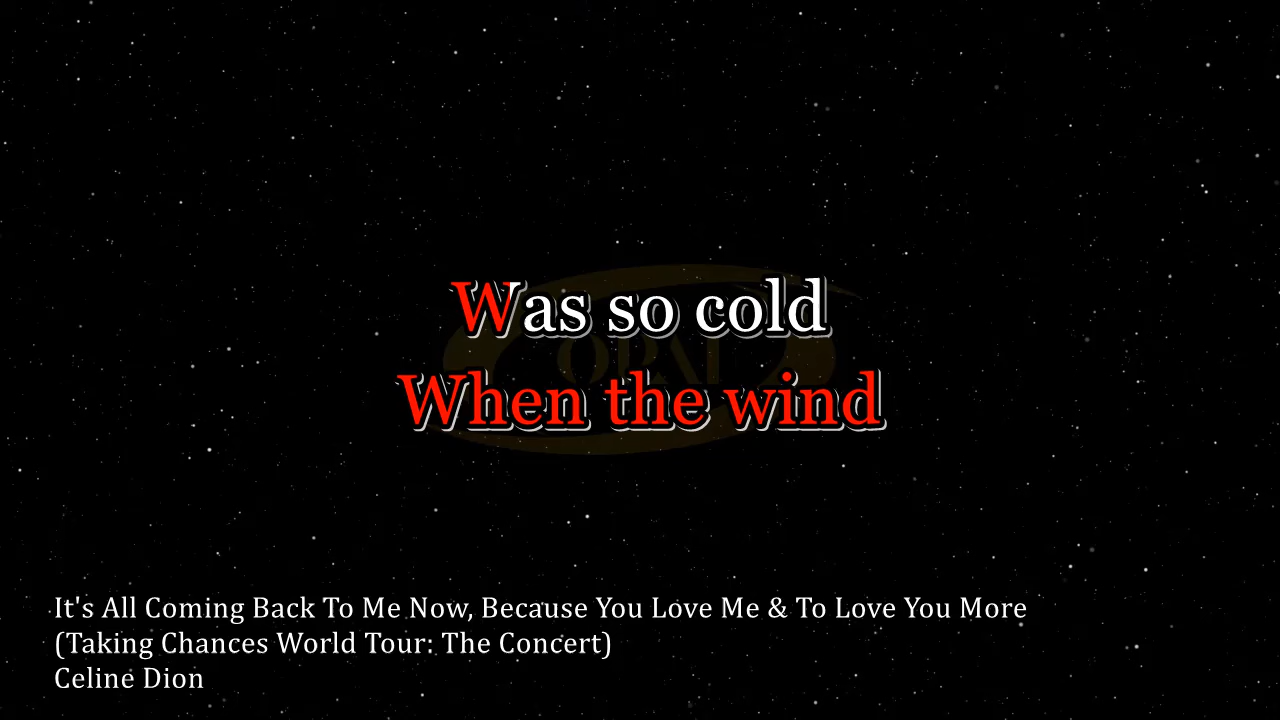 Was so cold
When the wind
It's All Coming Back To Me Now, Because You Love Me & To Love You More
(Taking Chances World Tour: The Concert)
Celine Dion